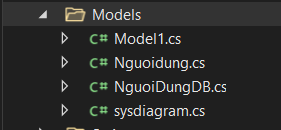 Models
C# Model1.cs
C# Nguoidung.cs
C# NguoiDungDB.cs
C# sysdiagram.cs